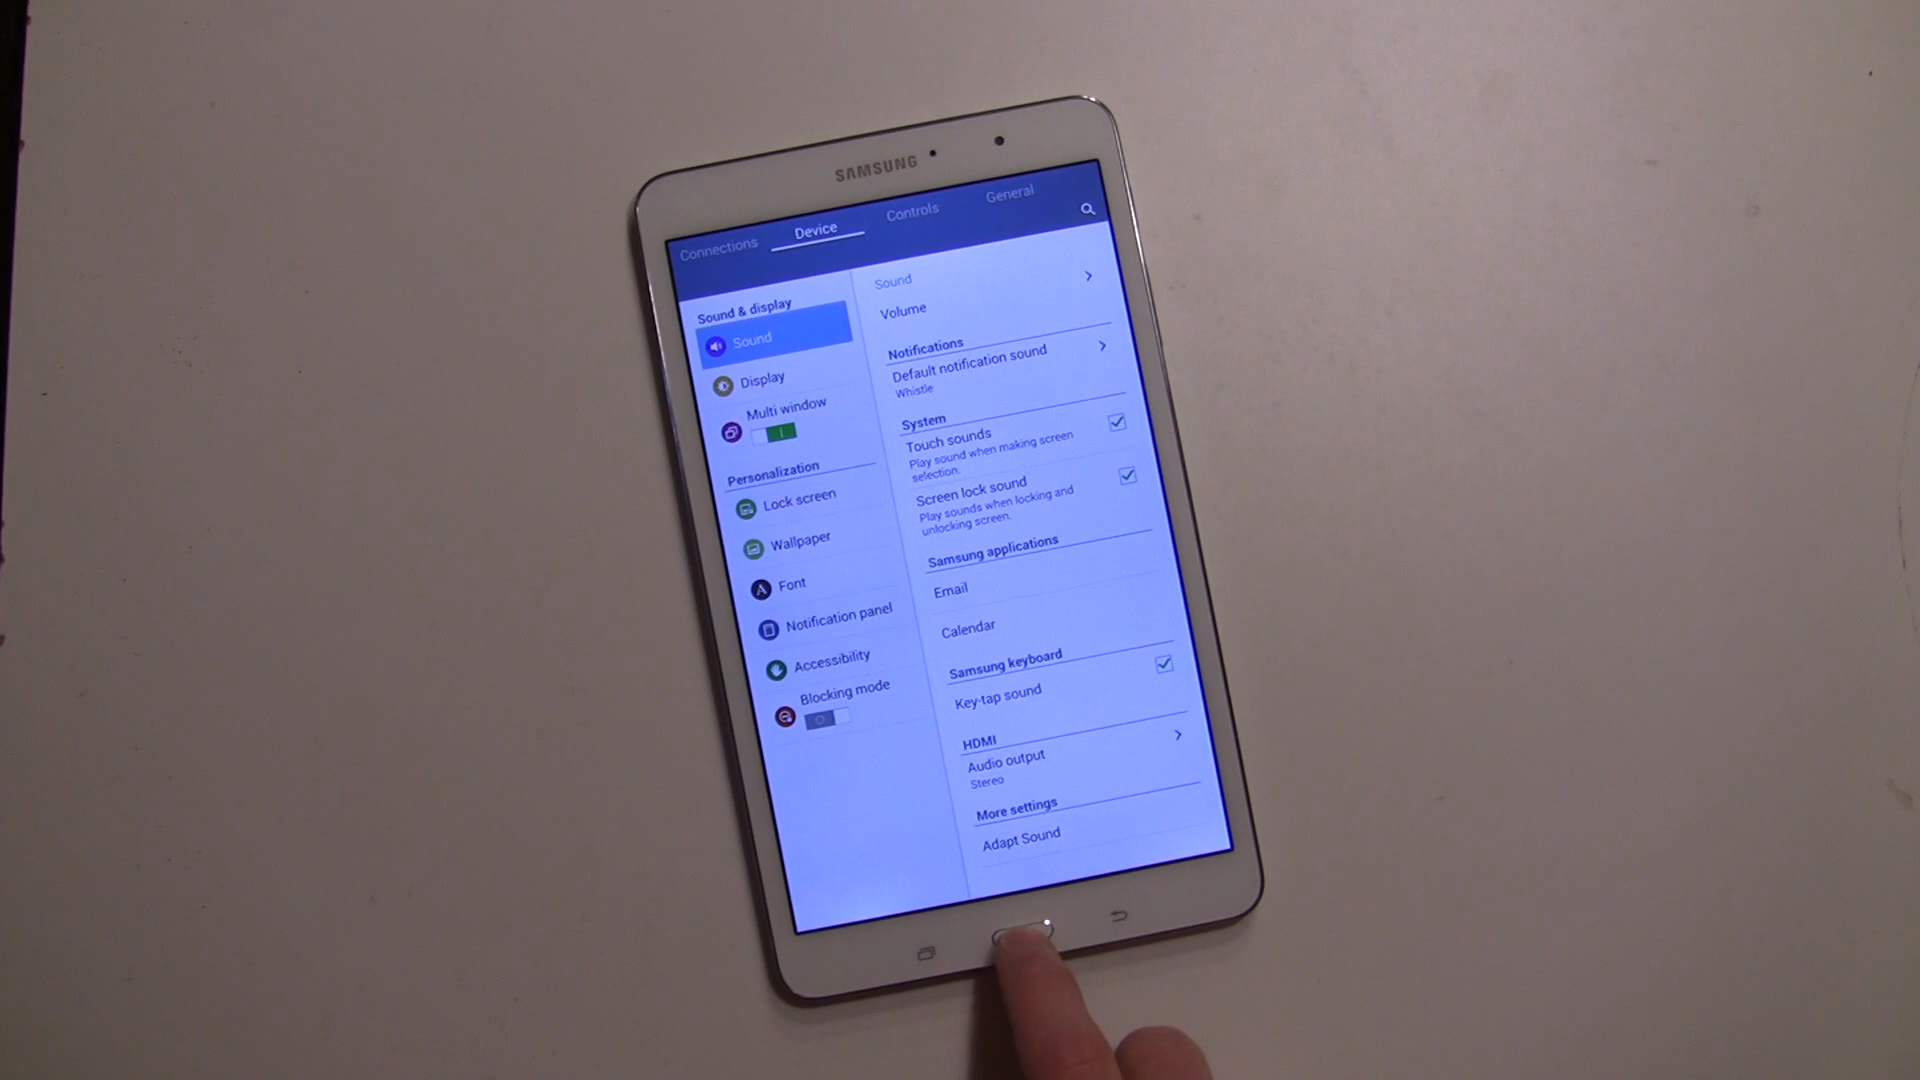 SAMSUNG
Connections
Device
Controls
General
Sound & display
Sound
Display
Multi window
Personalization
Lock screen
Wallpaper
Font
Notification panel
Accessibility
Blocking mode
Sound
Volume
Notifications
Default notification sound
Whistle
System
Touch sounds
Play sound when making screen
selection.
Screen lock sound
Play sounds when locking and
unlocking screen.
Samsung applications
Email
Calendar
Samsung keyboard
Key-tap sound
HDMI
Audio output
Stereo
More settings
Adapt Sound